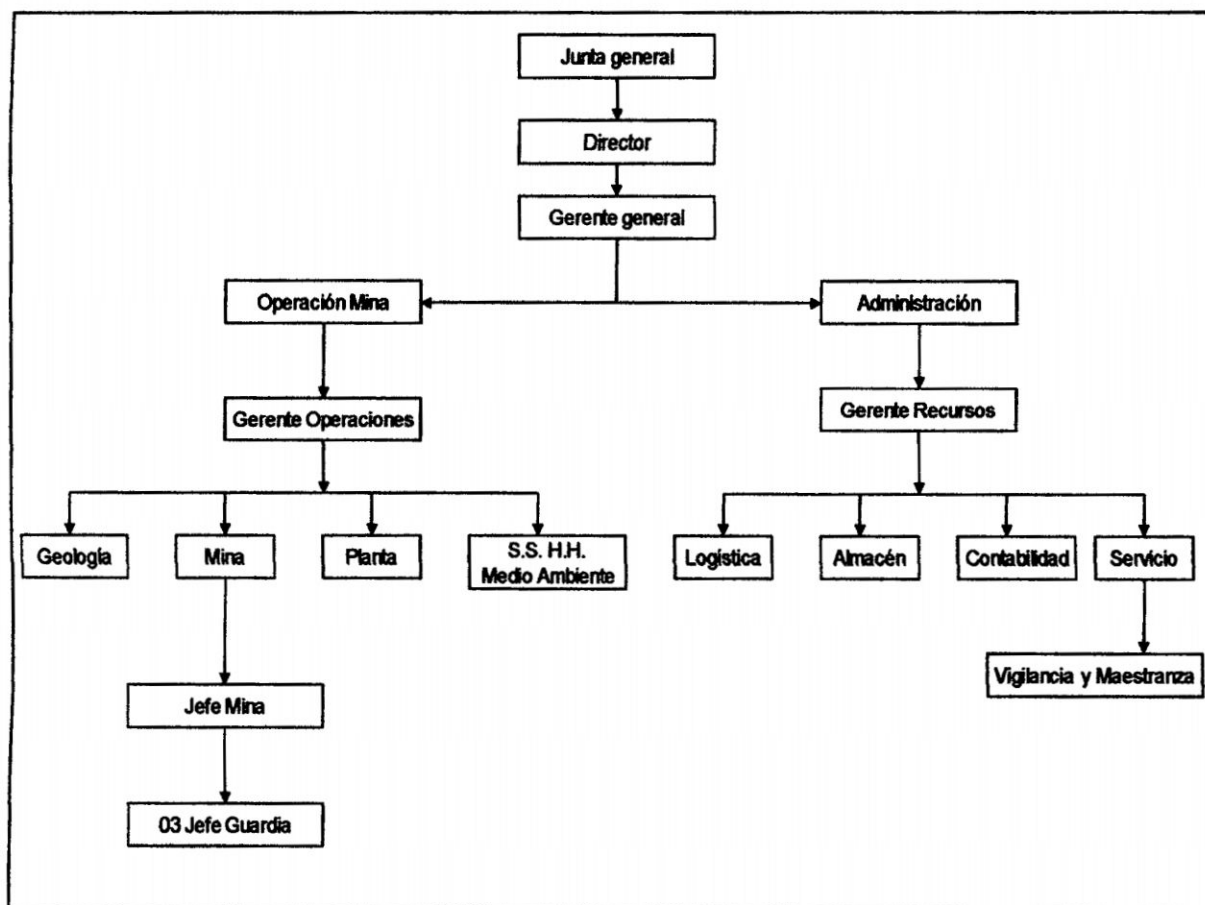 Junta general
Director
Gerente general
Operación Mina
Administración
Gerente Operaciones
Gerente Recursos
Geología
Mina
Planta
S.S. H.H.
Medio Ambiente
Logística
Almacén
Contabilidad
Servicio
Vigilancia y Maestranza
Jefe Mina
03 Jefe Guardia